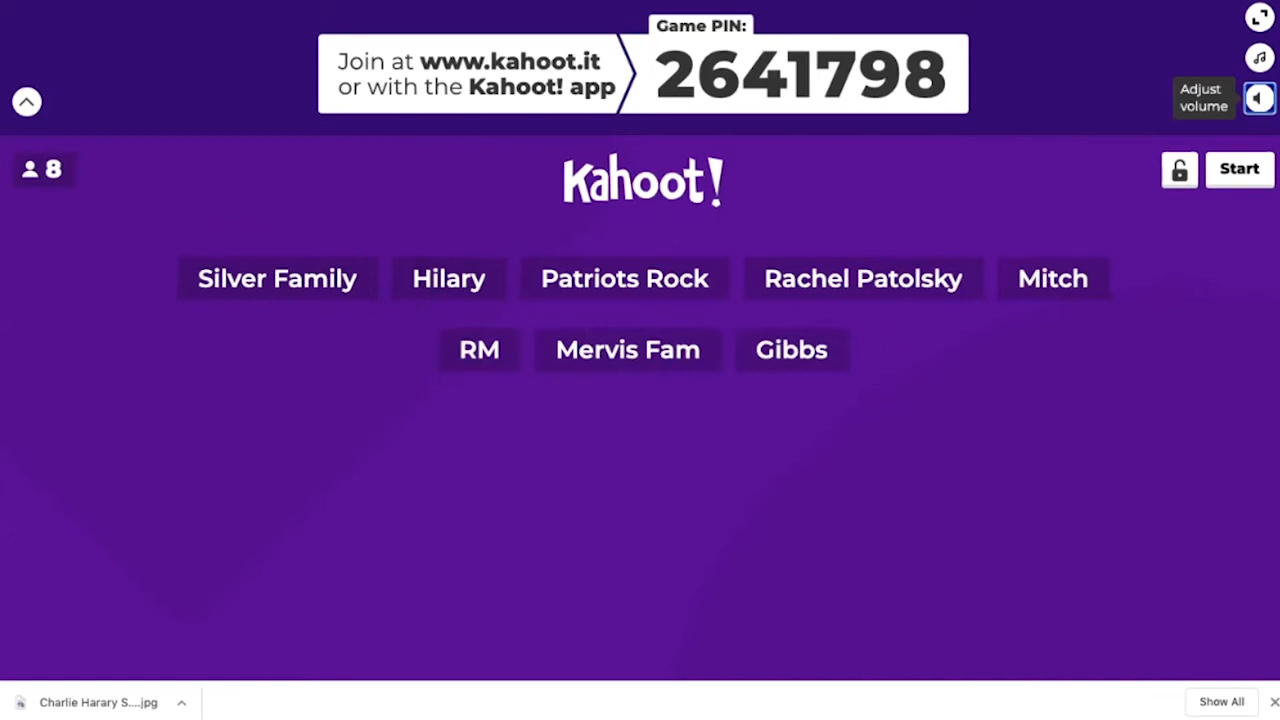 Game PIN:
Join at www.kahoot.it
or with the Kahoot! app
2641798
Adjust
volume
8
Kahoot!
Start
Silver Family
Hilary
Patriots Rock
Rachel Patolsky
Mitch
RM
Mervis Fam
Gibbs
Charlie Harary S....jpg
Show All